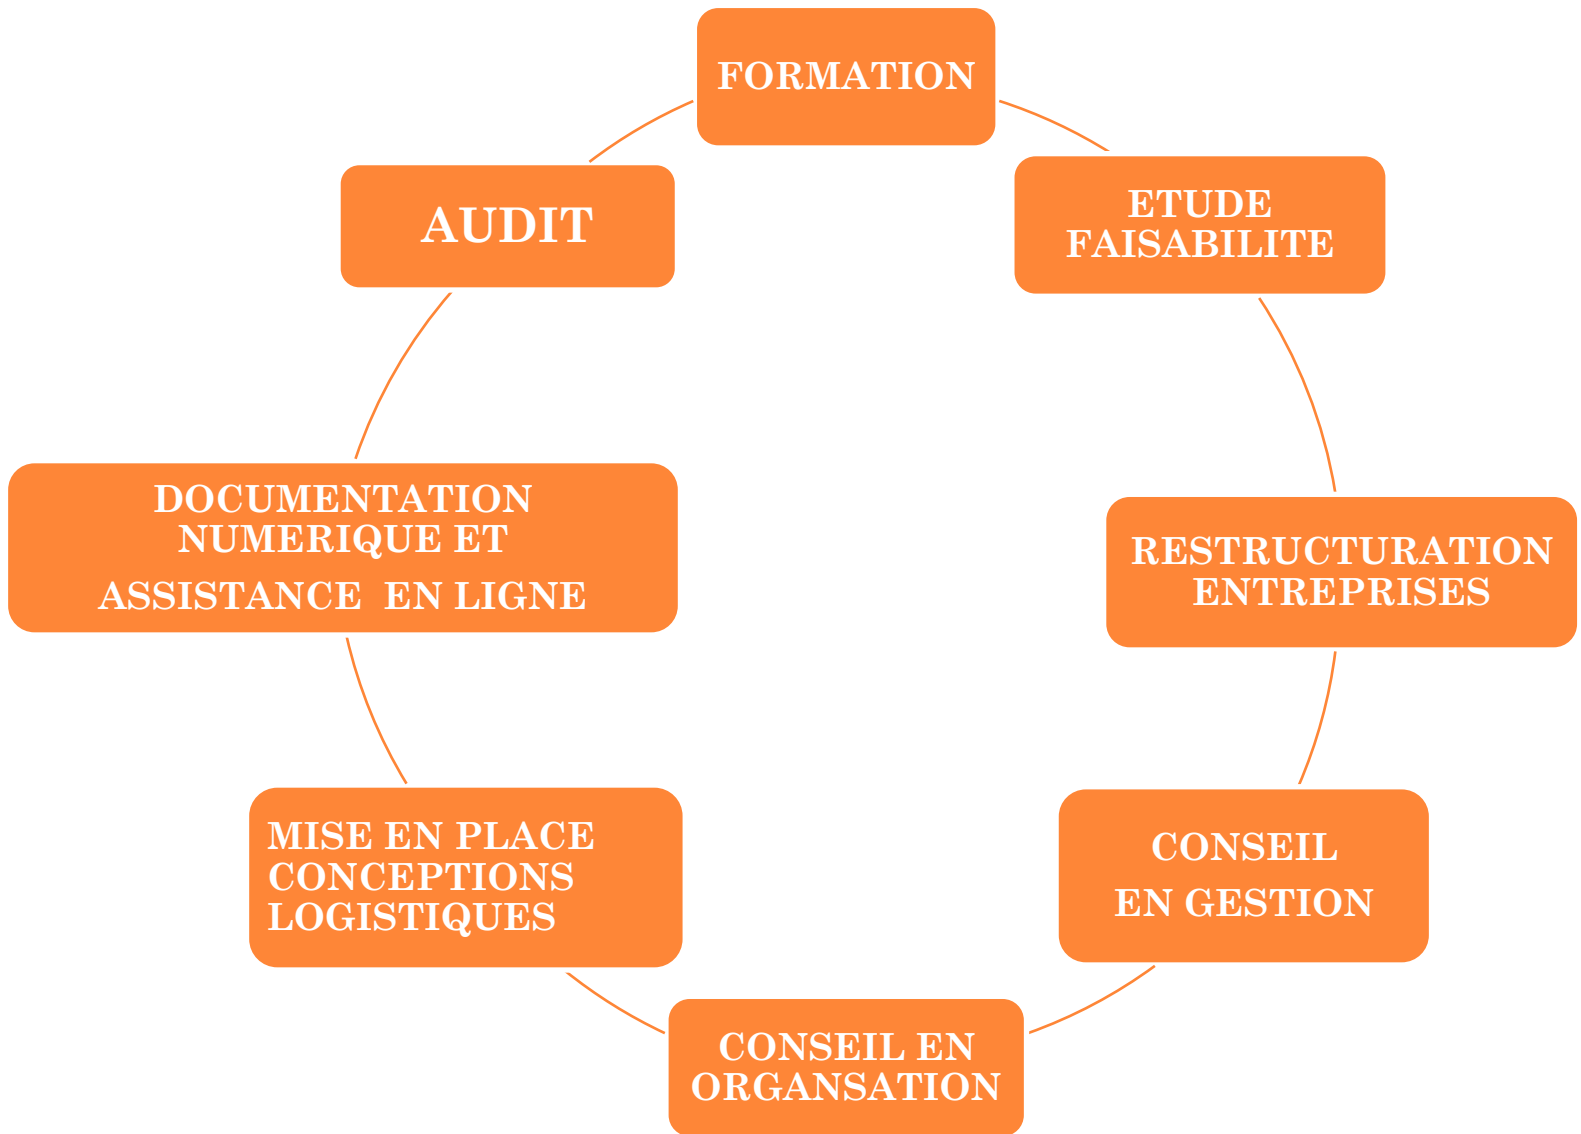 FORMATION
ETUDE
FAISABILITE
RESTRUCTURATION
ENTREPRISES
CONSEIL
EN GESTION
CONSEIL EN
ORGANSATION
MISE EN PLACE
CONCEPTIONS
LOGISTIQUES
DOCUMENTATION
NUMERIQUE ET
ASSISTANCE  EN LIGNE
AUDIT